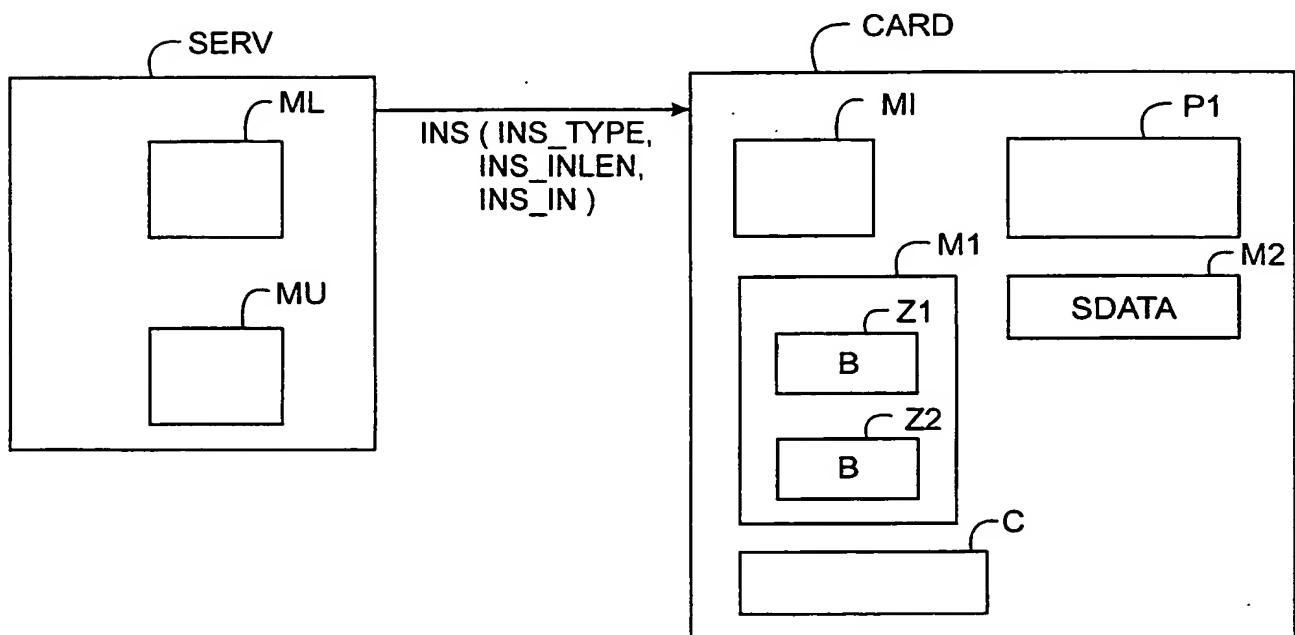 SERV
CARD
ML
INS ( INS_TYPE,
INS_INLEN,
INS_IN )
MI
P1
MU
M1
M2
SDATA
Z1
B
Z2
B
C